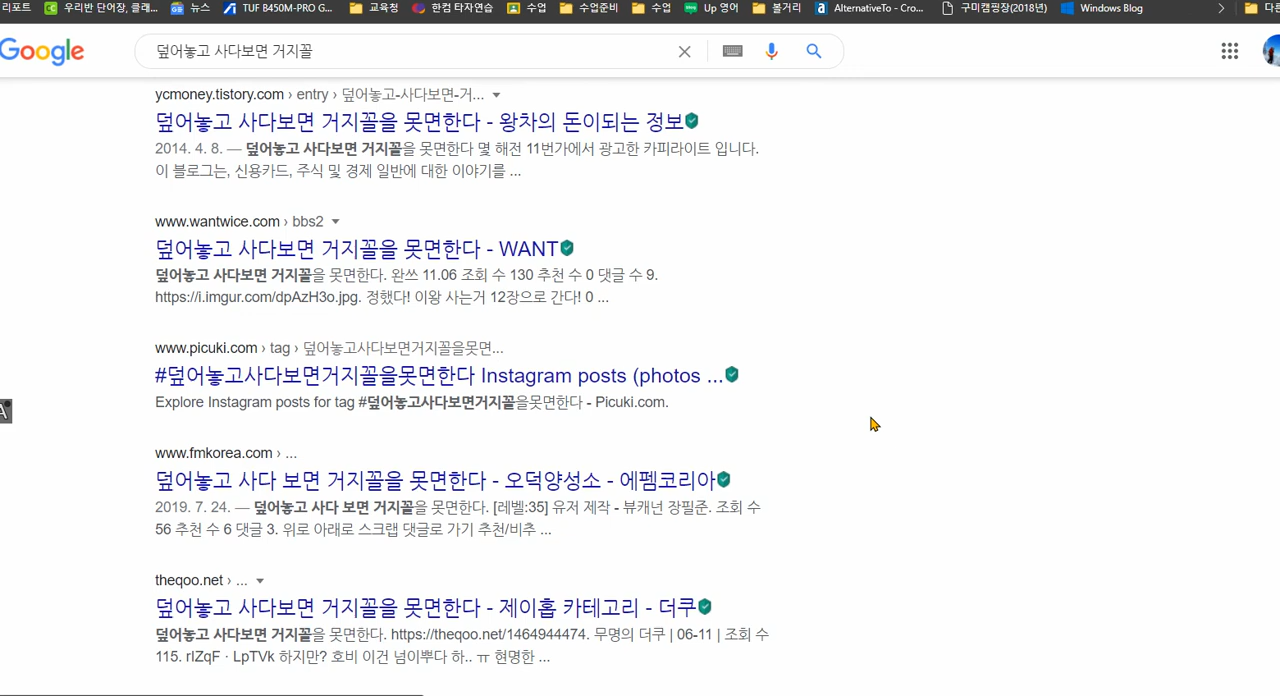 리포트 우리반 단어장, 클래... 뉴스 TUF B450M-PRO G... 교육청 한컴 타자연습 수업 수업준비 수업 Up 영어 볼거리 AlternativeTo - Cro... 구미캠핑장(2018년) Windows Blog 다른
Google 덮어놓고 사다보면 거지꼴
ycmoney.tistory.com › entry › 덮어놓고-사다보면-거...
덮어놓고 사다보면 거지꼴을 못면한다 - 왕차의 돈이되는 정보
2014. 4. 8. — 덮어놓고 사다보면 거지꼴을 못면한다 몇 해전 11번가에서 광고한 카피라이트 입니다.
이 블로그는, 신용카드, 주식 및 경제 일반에 대한 이야기를 ...
www.wantwice.com › bbs2
덮어놓고 사다보면 거지꼴을 못면한다 - WANT
덮어놓고 사다보면 거지꼴을 못면한다. 완쓰 11.06 조회 수 130 추천 수 0 댓글 수 9.
https://i.imgur.com/dpAzH3o.jpg. 정했다! 이왕 사는거 12장으로 간다! 0 ...
www.picuki.com › tag › 덮어놓고사다보면거지꼴을못면...
#덮어놓고사다보면거지꼴을못면한다 Instagram posts (photos ...
Explore Instagram posts for tag #덮어놓고사다보면거지꼴을못면한다 - Picuki.com.
A
www.fmkorea.com › ...
덮어놓고 사다 보면 거지꼴을 못면한다 - 오덕양성소 - 에펨코리아
2019. 7. 24. — 덮어놓고 사다 보면 거지꼴을 못면한다. [레벨:35] 유저 제작 - 뷰캐넌 장필준. 조회 수
56 추천 수 6 댓글 3. 위로 아래로 스크랩 댓글로 가기 추천/비추 ...
theqoo.net › ...
덮어놓고 사다보면 거지꼴을 못면한다 - 제이홉 카테고리 - 더쿠
덮어놓고 사다보면 거지꼴을 못면한다. https://theqoo.net/1464944474. 무명의 더쿠 | 06-11 | 조회 수
115. rIZqF · LpTVk 하지만? 호비 이건 넘이뿌다 하.. ㅠ 현명한 ...